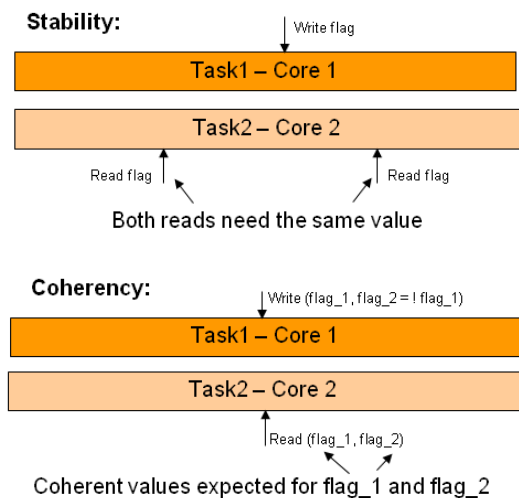 Stability:
Write flag
Task1 – Core 1
Task2 – Core 2
Read flag
Read flag
Both reads need the same value
Coherency:
Write (flag_1, flag_2 = ! flag_1)
Task1 – Core 1
Task2 – Core 2
Read (flag_1, flag_2)
Coherent values expected for flag_1 and flag_2